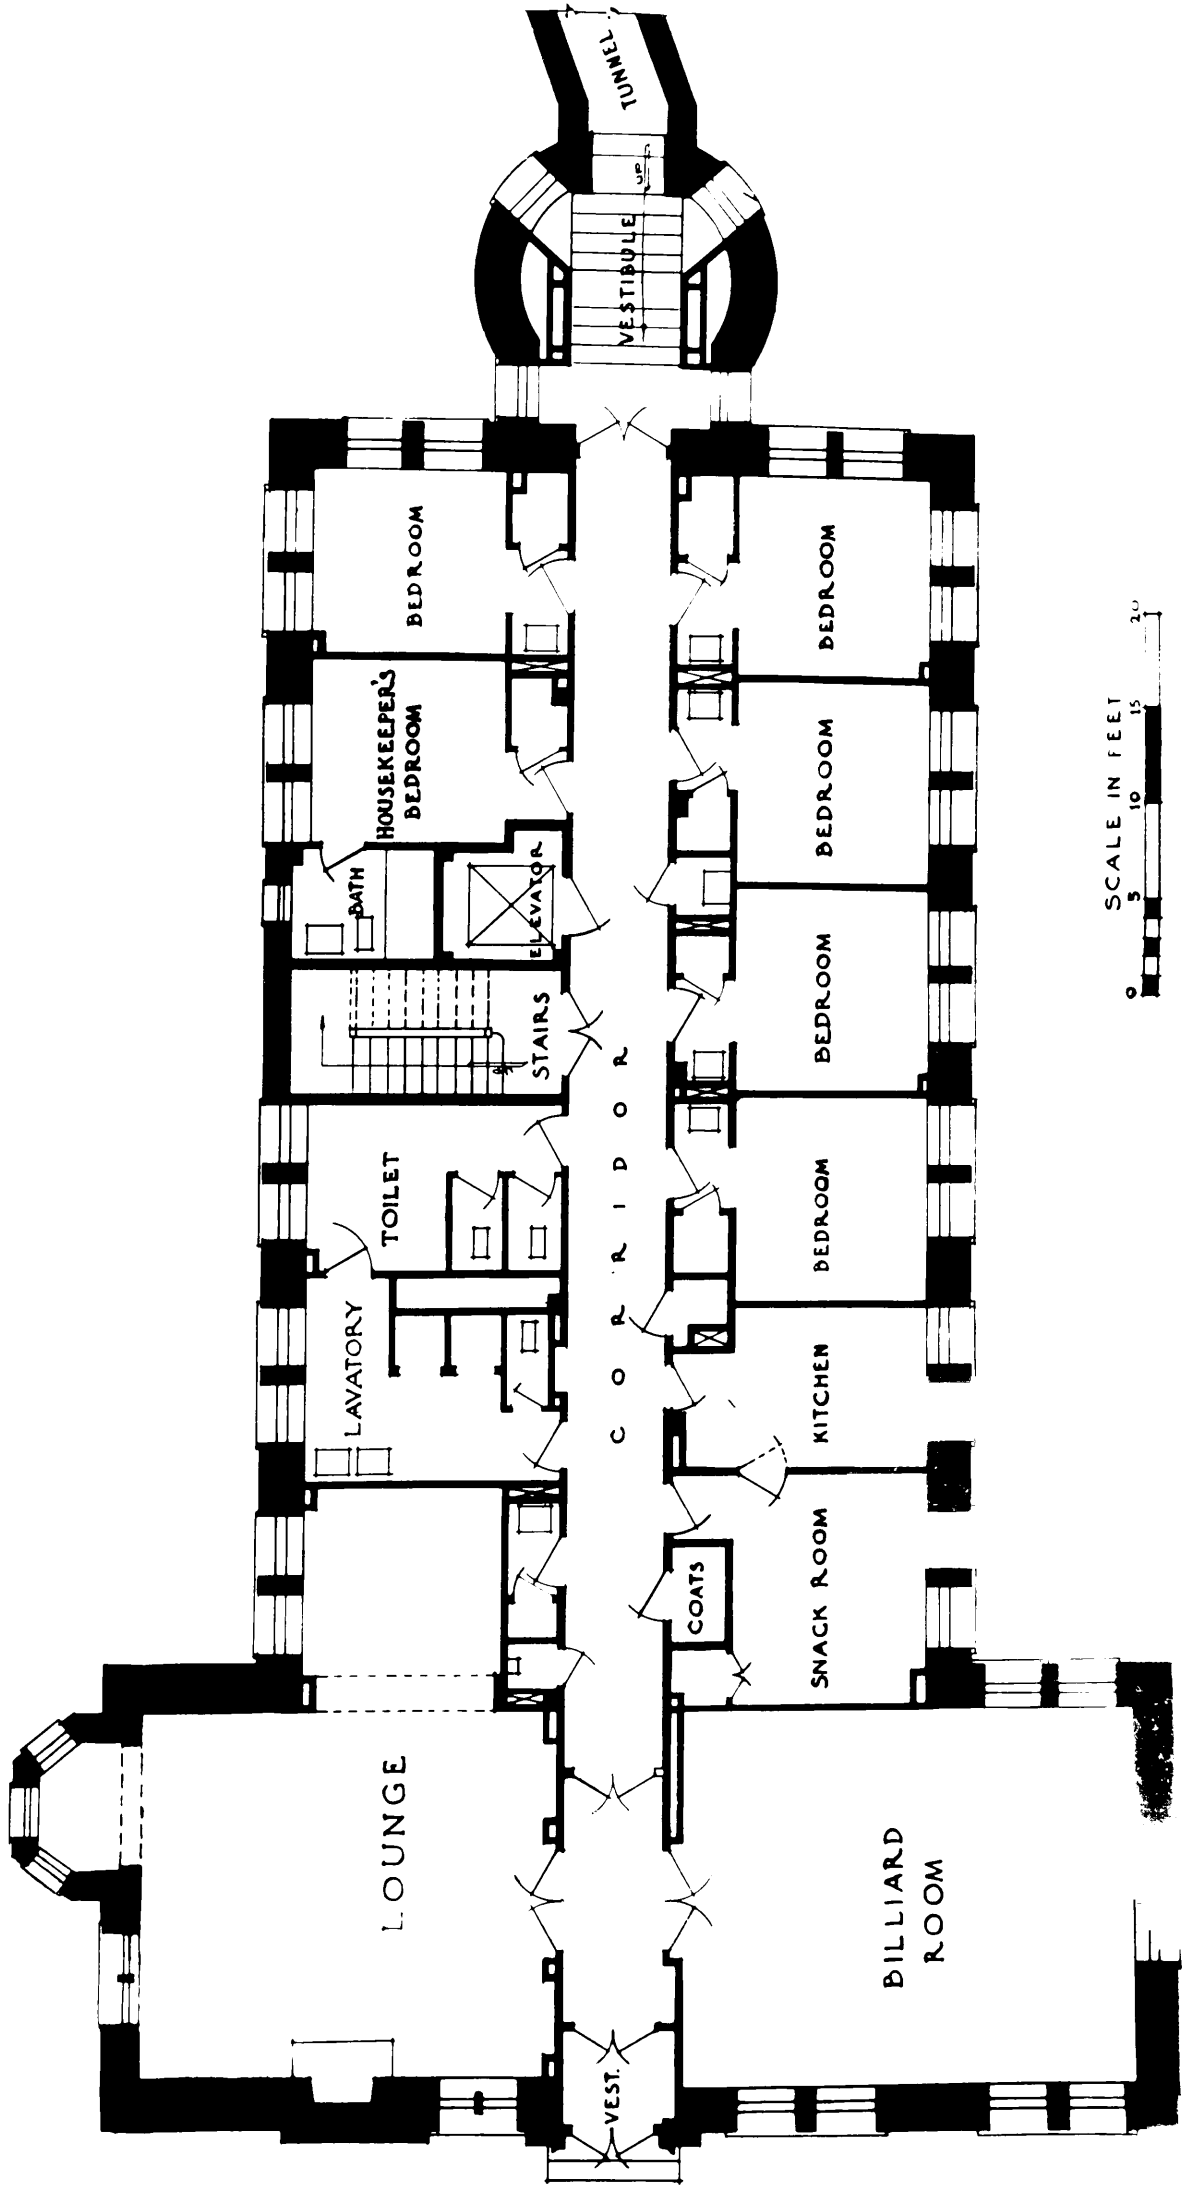 TUNNEL
UP
VESTIBULE
BEDROOM
BEDROOM
HOUSEKEEPER'S
BEDROOM
BEDROOM
BATH
ELEVATOR
BEDROOM
STAIRS
CORRIDOR
TOILET
BEDROOM
LAVATORY
KITCHEN
COATS
SNACK ROOM
LOUNGE
BILLIARD
ROOM
VEST.
SCALE IN FEET
0 5 10 15 20